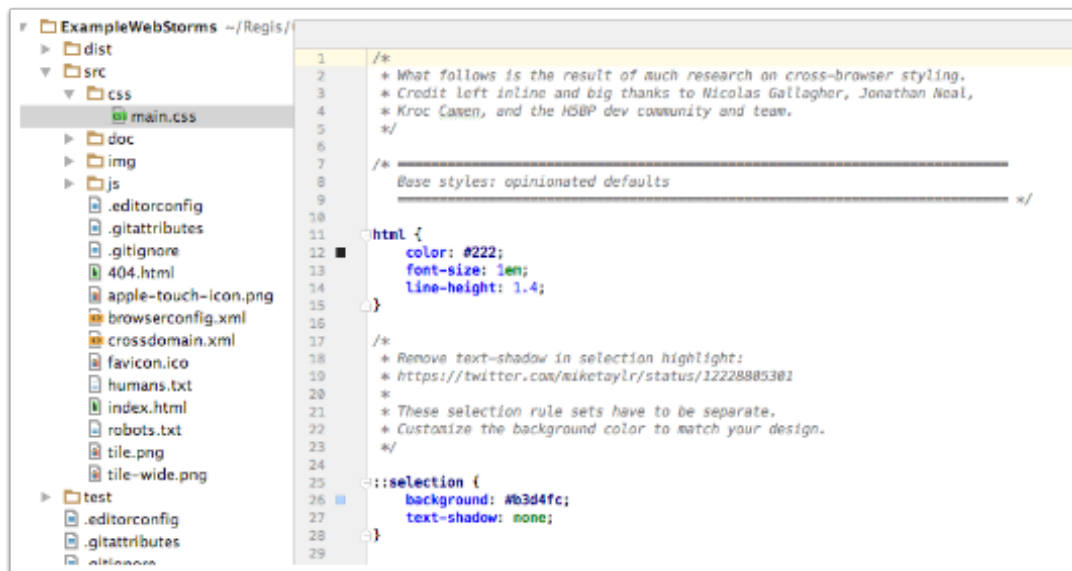 ExampleWebStorms ~/Regis/
dist
src
css
main.css
doc
img
js
.editorconfig
.gitattributes
.gitignore
404.html
apple-touch-icon.png
browserconfig.xml
crossdomain.xml
favicon.ico
humans.txt
index.html
robots.txt
tile.png
tile-wide.png
test
.editorconfig
.gitattributes
.gitignore
1 /*
2 * What follows is the result of much research on cross-browser styling.
3 * Credit left inline and big thanks to Nicolas Gallagher, Jonathan Neal,
4 * Kroc Camen, and the H5BP dev community and team.
5 */
6
7 /* ==========================================================================
8 Base styles: opinionated defaults
9 ========================================================================== */
10
11 html {
12 color: #222;
13 font-size: 1em;
14 line-height: 1.4;
15 }
16
17 /*
18 * Remove text-shadow in selection highlight:
19 * https://twitter.com/miketaylr/status/12228805301
20 *
21 * These selection rule sets have to be separate.
22 * Customize the background color to match your design.
23 */
24
25 ::selection {
26 background: #b3d4fc;
27 text-shadow: none;
28 }
29